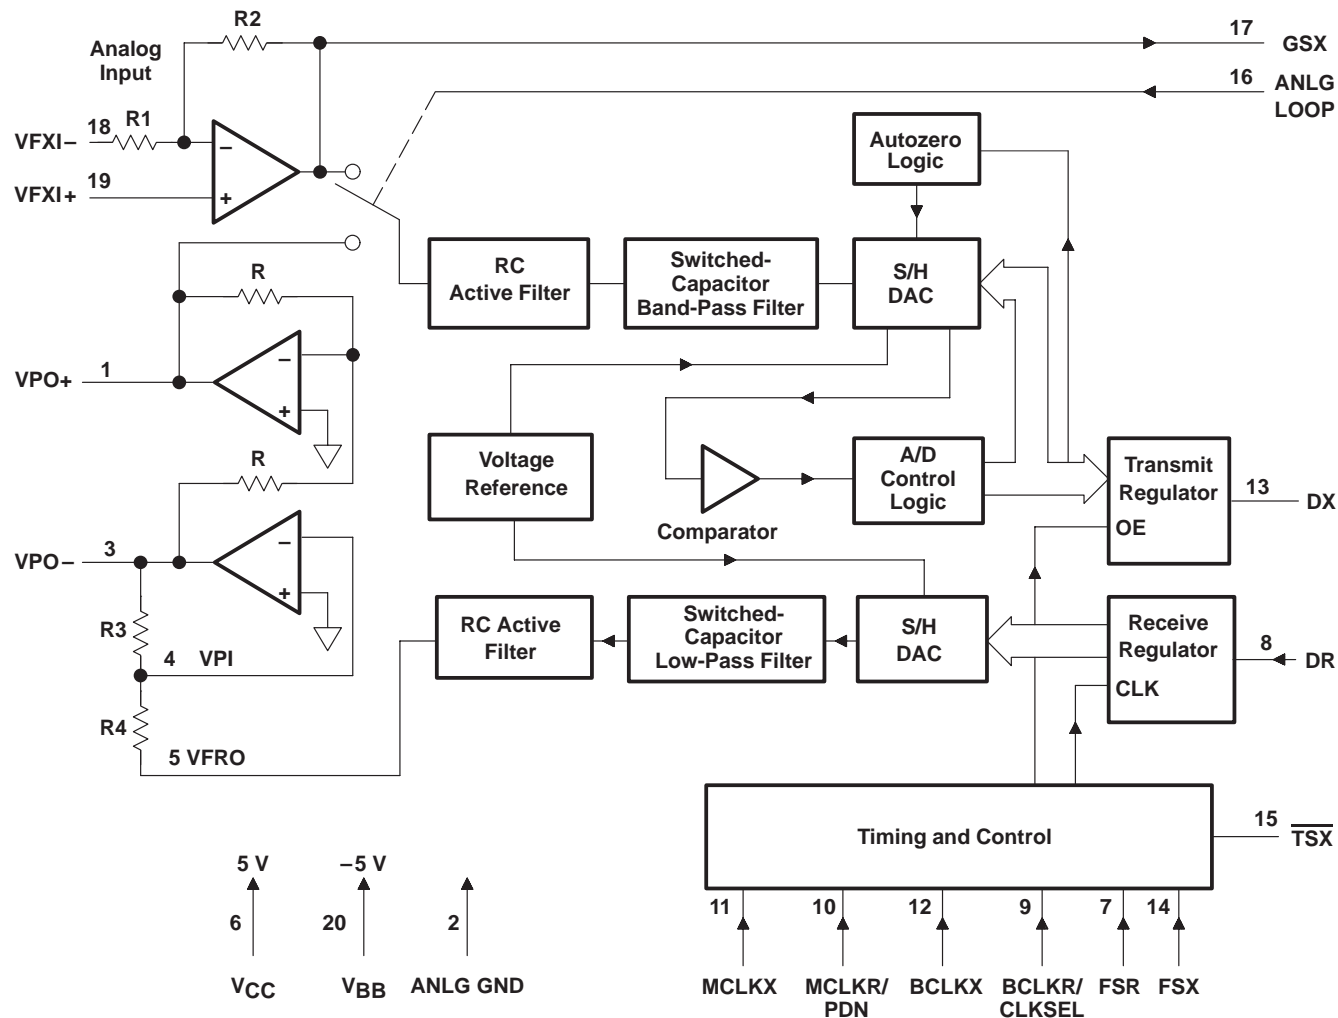 R2
17
GSX
Analog
Input
16
ANLG
LOOP
18
R1
VFXI–
Autozero
Logic
19
VFXI+
RC
Active Filter
Switched-
Capacitor
Band-Pass Filter
S/H
DAC
R
VPO+
1
Voltage
Reference
R
Comparator
A/D
Control
Logic
Transmit
Regulator
OE
13
DX
VPO–
3
R3
RC Active
Filter
Switched-
Capacitor
Low-Pass Filter
S/H
DAC
Receive
Regulator
CLK
8
DR
4 VPI
R4
5 VFRO
Timing and Control
15
TSX
5 V
–5 V
6
20
2
VCC
VBB
ANLG GND
11
10
12
9
7
14
MCLKX
MCLKR/
PDN
BCLKX
BCLKR/
CLKSEL
FSR
FSX